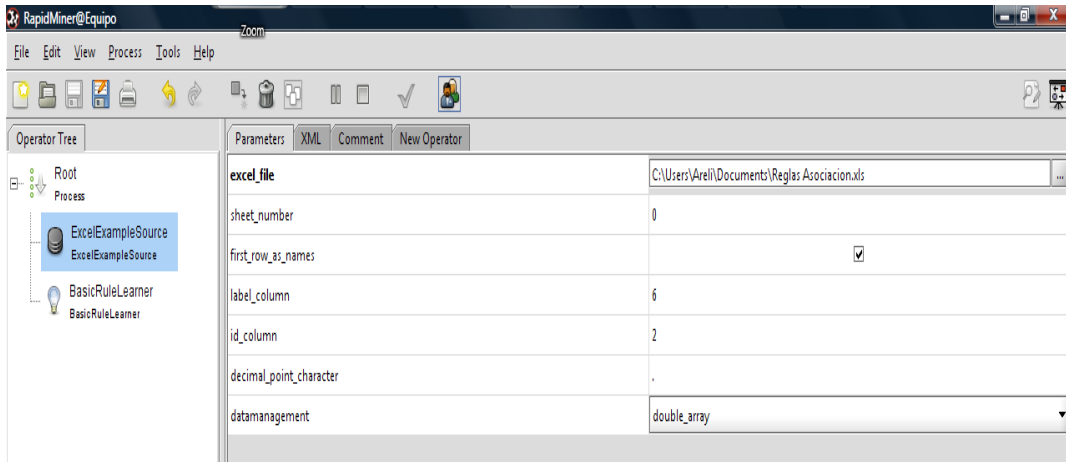 RapidMiner@Equipo
Zoom
File Edit View Process Tools Help
Operator Tree
Parameters XML Comment New Operator
Root
Process
ExcelExampleSource
ExcelExampleSource
BasicRuleLearner
BasicRuleLearner
excel_file C:\Users\Areli\Documents\Reglas Asociacion.xls ...
sheet_number 0
first_row_as_names
label_column 6
id_column 2
decimal_point_character .
datamanagement double_array